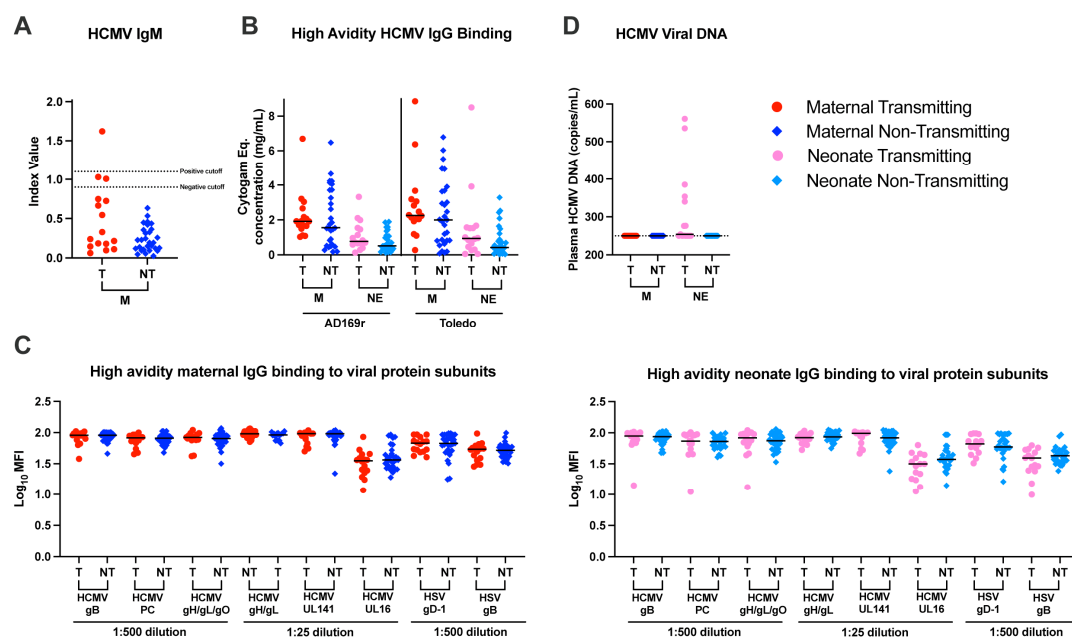 A
HCMV IgM
Index Value
2.0
1.5
1.0
0.5
0.0
Positive cutoff
Negative cutoff
T NT
M
B
High Avidity HCMV IgG Binding
Cytogam Eq.
concentration (mg/mL)
8
6
4
2
0
T NT T NT T NT T NT
M NE M NE
AD169r Toledo
D
HCMV Viral DNA
Plasma HCMV DNA (copies/mL)
600
500
400
300
200
T NT T NT
M NE
Maternal Transmitting
Maternal Non-Transmitting
Neonate Transmitting
Neonate Non-Transmitting
C
High avidity maternal IgG binding to viral protein subunits
Log10 MFI
2.5
2.0
1.5
1.0
0.5
0.0
T NT T NT T NT T NT T NT T NT T NT T NT
HCMV HCMV HCMV HCMV HCMV HCMV HSV HSV
gB PC gH/gL/gO gH/gL UL141 UL16 gD-1 gB
1:500 dilution 1:25 dilution 1:500 dilution
High avidity neonate IgG binding to viral protein subunits
Log10 MFI
2.5
2.0
1.5
1.0
0.5
0.0
T NT T NT T NT T NT T NT T NT T NT T NT
HCMV HCMV HCMV HCMV HCMV HCMV HSV HSV
gB PC gH/gL/gO gH/gL UL141 UL16 gD-1 gB
1:500 dilution 1:25 dilution 1:500 dilution